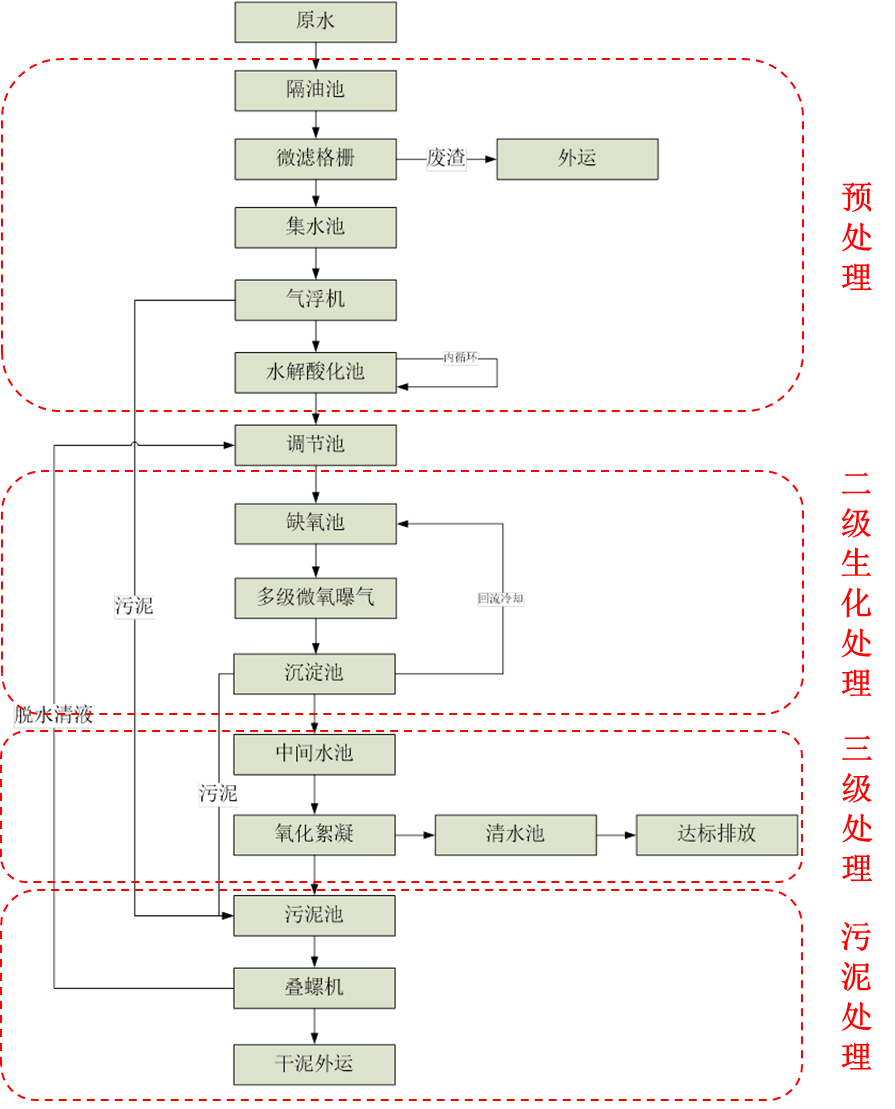 原水
隔油池
微滤格栅
废渣
外运
预处理
集水池
气浮机
水解酸化池
内循环
调节池
二级生化处理
缺氧池
多级微氧曝气
污泥
回流冷却
沉淀池
脱水清液
中间水池
三级处理
污泥
氧化絮凝
清水池
达标排放
污泥池
污泥处理
叠螺机
干泥外运